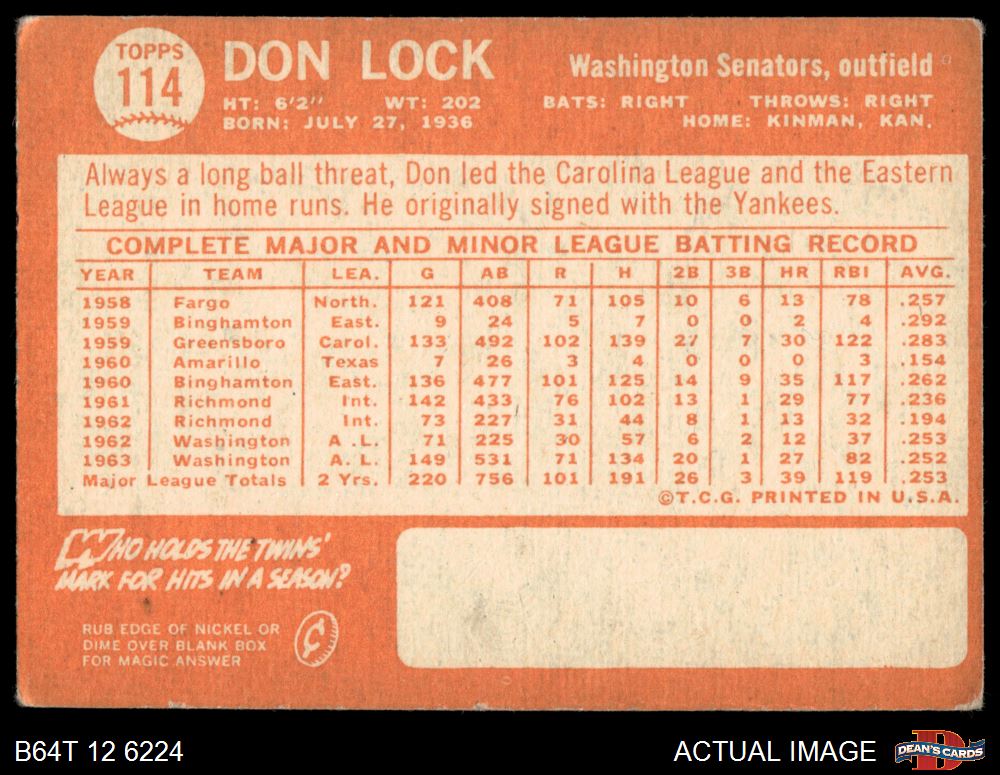 TOPPS
114
DON LOCK
Washington Senators, outfield
HT: 6'2" WT: 202
BATS: RIGHT THROWS: RIGHT
BORN: JULY 27, 1936
HOME: KINMAN, KAN.
Always a long ball threat, Don led the Carolina League and the Eastern
League in home runs. He originally signed with the Yankees.
COMPLETE MAJOR AND MINOR LEAGUE BATTING RECORD
YEAR TEAM LEA. G AB R H 2B 3B HR RBI AVG.
1958 Fargo North. 121 408 71 105 10 6 13 78 .257
1959 Binghamton East. 9 24 5 7 0 0 2 4 .292
1959 Greensboro Carol. 133 492 102 139 27 7 30 122 .283
1960 Amarillo Texas 7 26 3 4 0 0 0 3 .154
1960 Binghamton East. 136 477 101 125 14 9 35 117 .262
1961 Richmond Int. 142 433 76 102 13 1 29 77 .236
1962 Richmond Int. 73 227 31 44 8 1 13 32 .194
1962 Washington A .L. 71 225 30 57 6 2 12 37 .253
1963 Washington A. L. 149 531 71 134 20 1 27 82 .252
Major League Totals 2 Yrs. 220 756 101 191 26 3 39 119 .253
©T.C.G. PRINTED IN U.S.A.
WHO HOLDS THE TWINS'
MARK FOR HITS IN A SEASON?
RUB EDGE OF NICKEL OR
DIME OVER BLANK BOX
FOR MAGIC ANSWER
¢
B64T 12 6224
ACTUAL IMAGE
D
DEAN'S CARDS